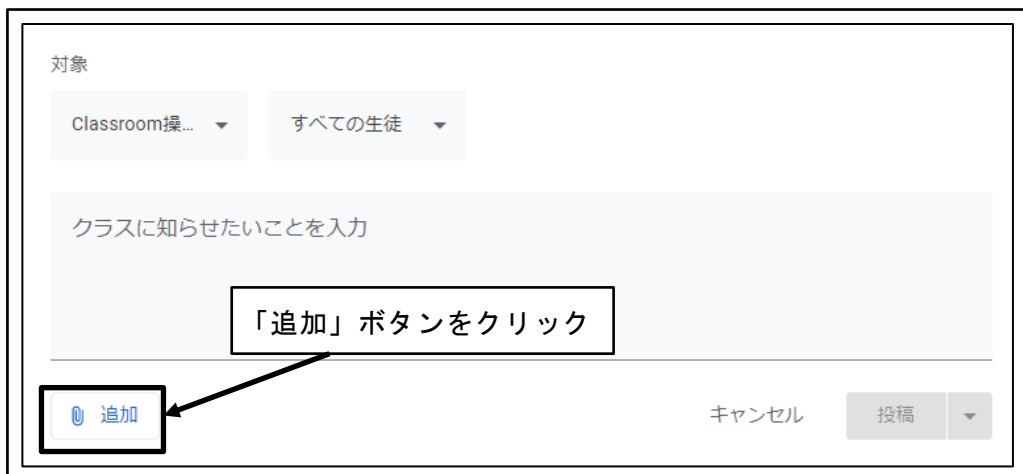 対象
Classroom操... すべての生徒
クラスに知らせたいことを入力
「追加」ボタンをクリック
追加 キャンセル 投稿